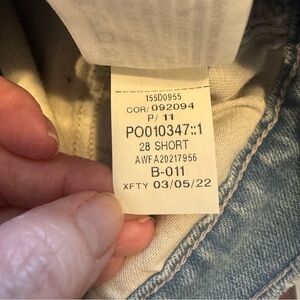 155D0955
COR/092094
P/ 11
PO010347::1
28 SHORT
AWFA20217956
B-011
XFTY 03/05/22